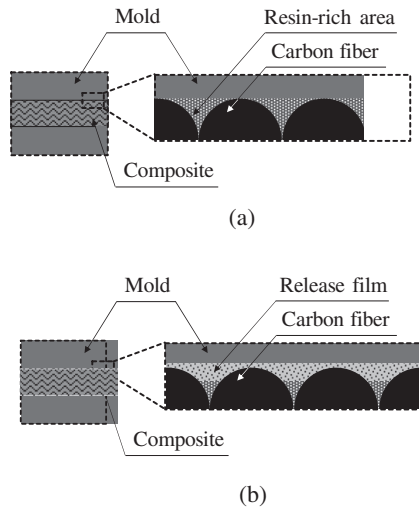 Mold
Resin-rich area
Carbon fiber
Composite
(a)
Mold
Release film
Carbon fiber
Composite
(b)